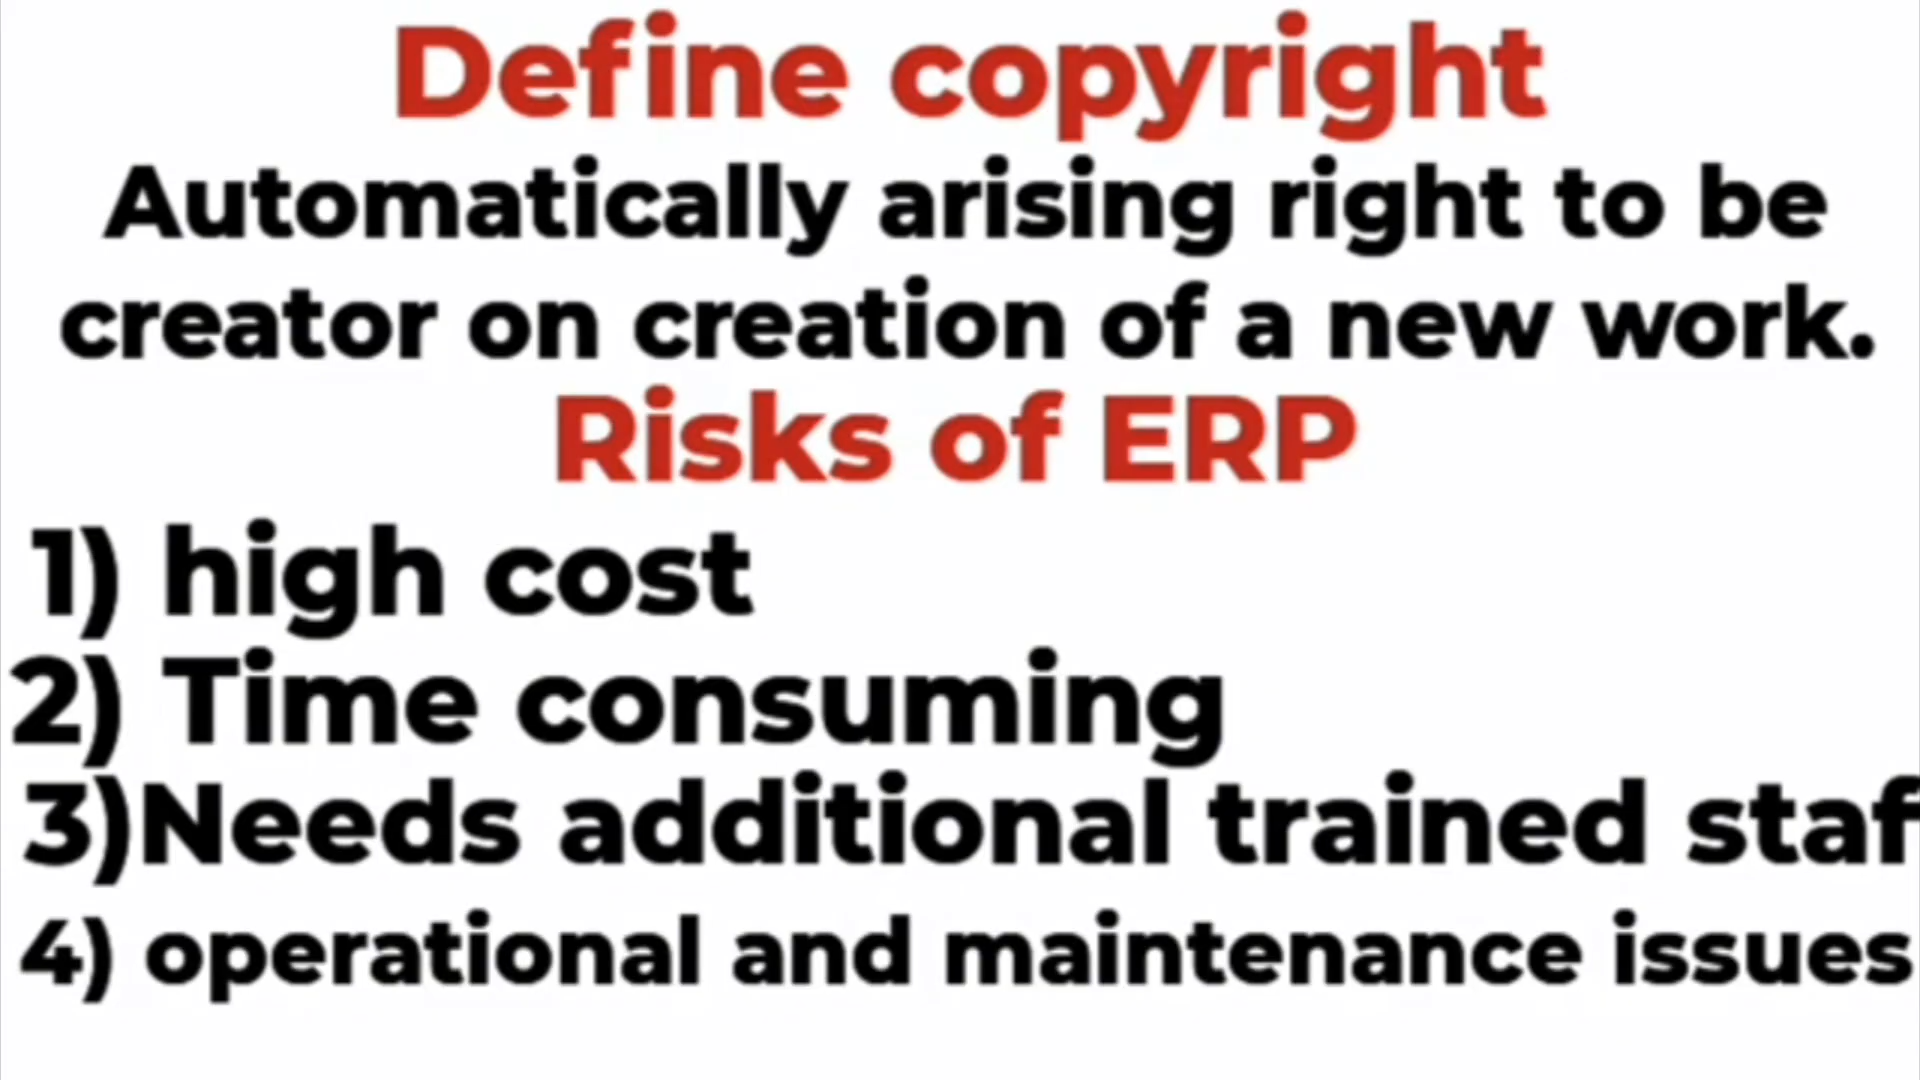 Define copyright
Automatically arising right to be
creator on creation of a new work.
Risks of ERP
1) high cost
2) Time consuming
3)Needs additional trained staf
4) operational and maintenance issues